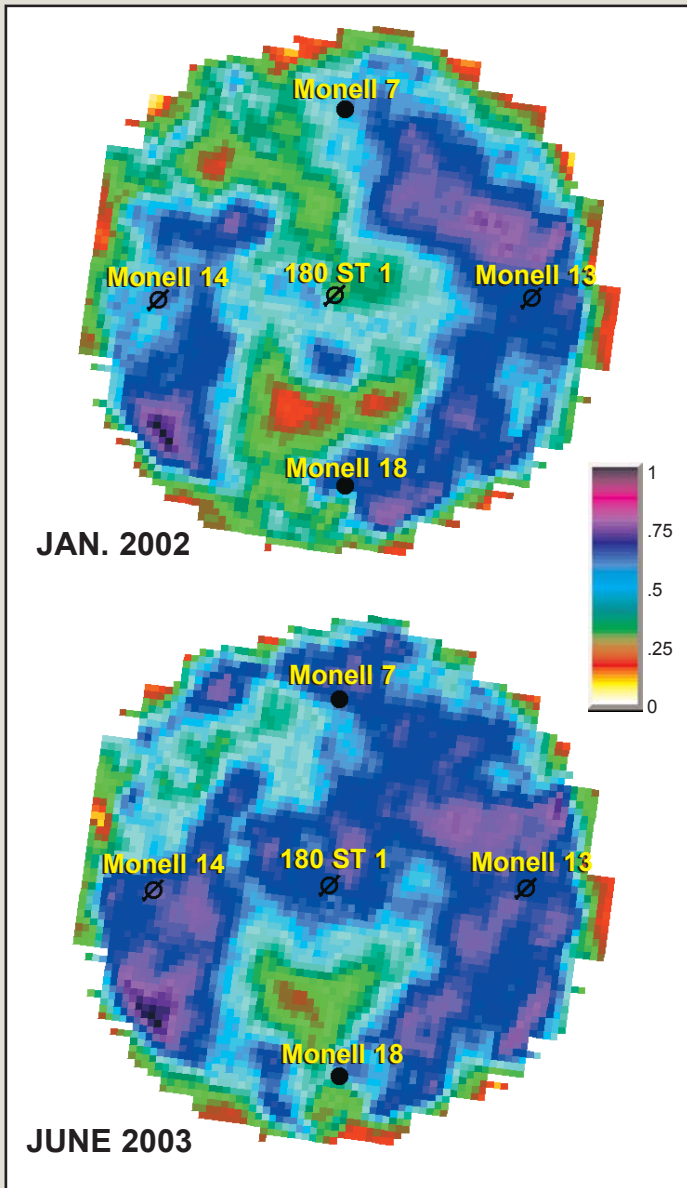 Monell 7
Monell 14
180 ST 1
Monell 13
Monell 18
JAN. 2002
1
.75
.5
.25
0
Monell 7
Monell 14
180 ST 1
Monell 13
Monell 18
JUNE 2003